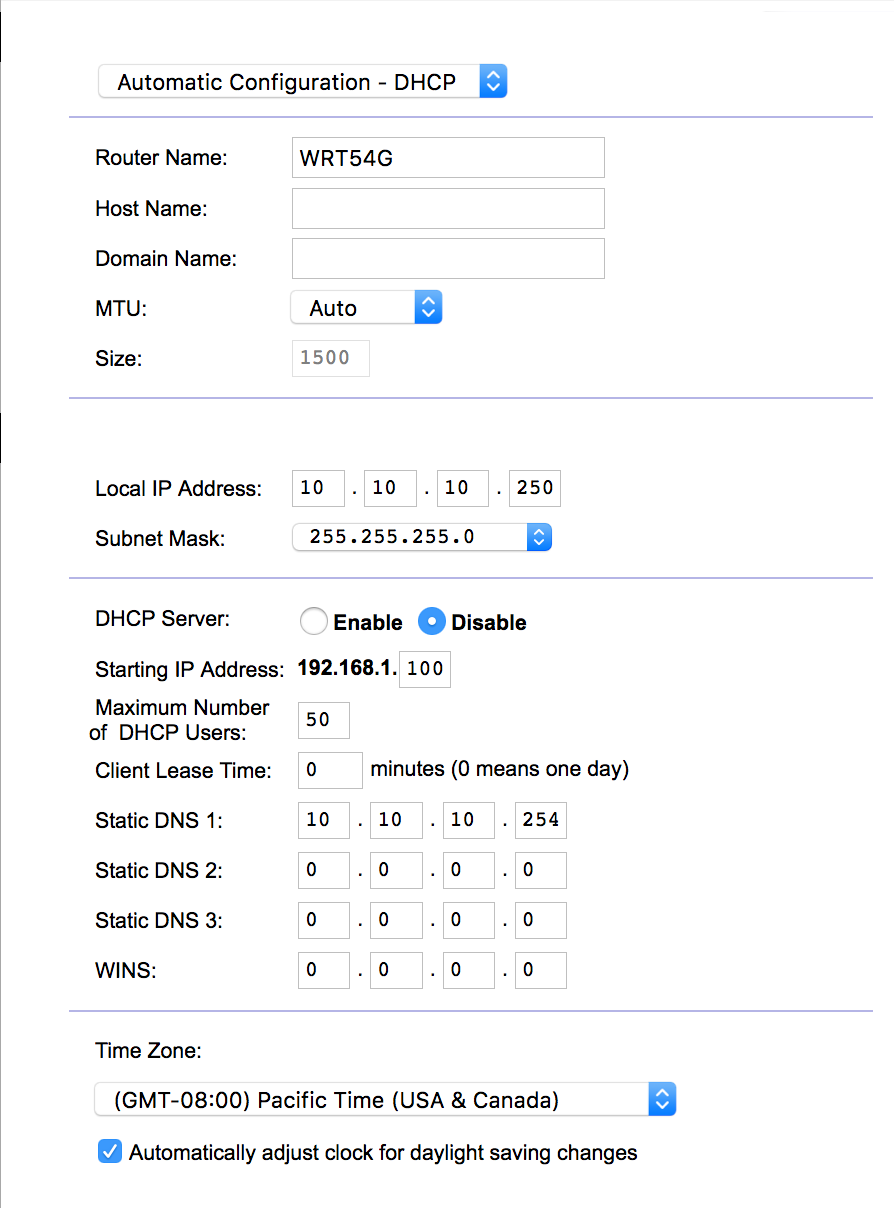 Automatic Configuration - DHCP
Router Name: WRT54G
Host Name:
Domain Name:
MTU: Auto
Size: 1500
Local IP Address: 10 . 10 . 10 . 250
Subnet Mask: 255.255.255.0
DHCP Server: Enable Disable
Starting IP Address: 192.168.1. 100
Maximum Number
of DHCP Users: 50
Client Lease Time: 0 minutes (0 means one day)
Static DNS 1: 10 . 10 . 10 . 254
Static DNS 2: 0 . 0 . 0 . 0
Static DNS 3: 0 . 0 . 0 . 0
WINS: 0 . 0 . 0 . 0
Time Zone:
(GMT-08:00) Pacific Time (USA & Canada)
Automatically adjust clock for daylight saving changes